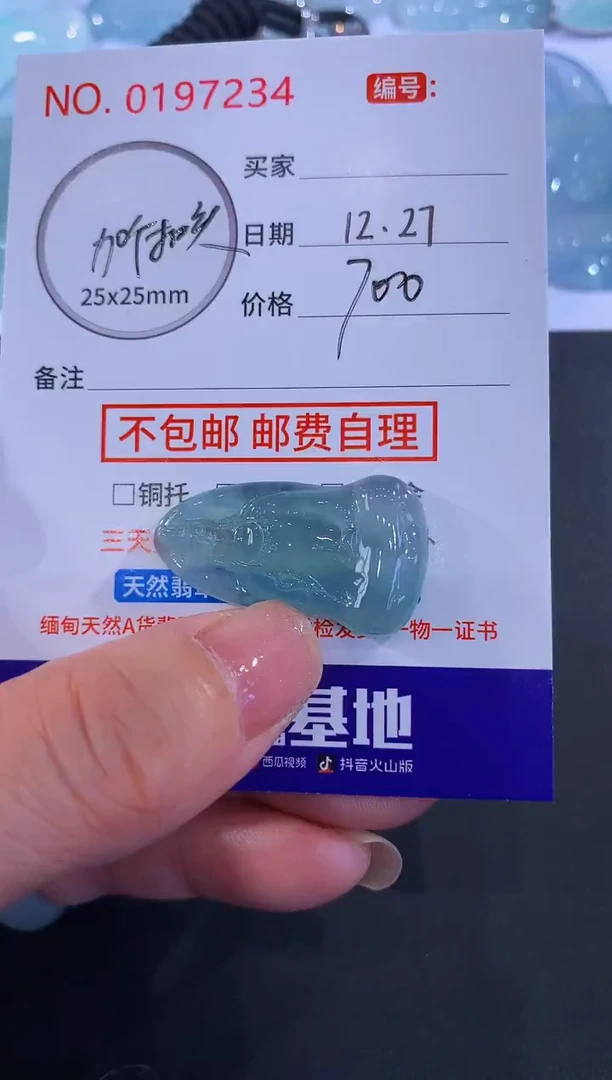 NO. 0197234 编号:
买家
日期 12.27
25x25mm
价格 700
备注
不包邮 邮费自理
□铜托
三天
天然翡
缅甸天然A货 检 一物一证书
基地
西瓜视频 抖音火山版